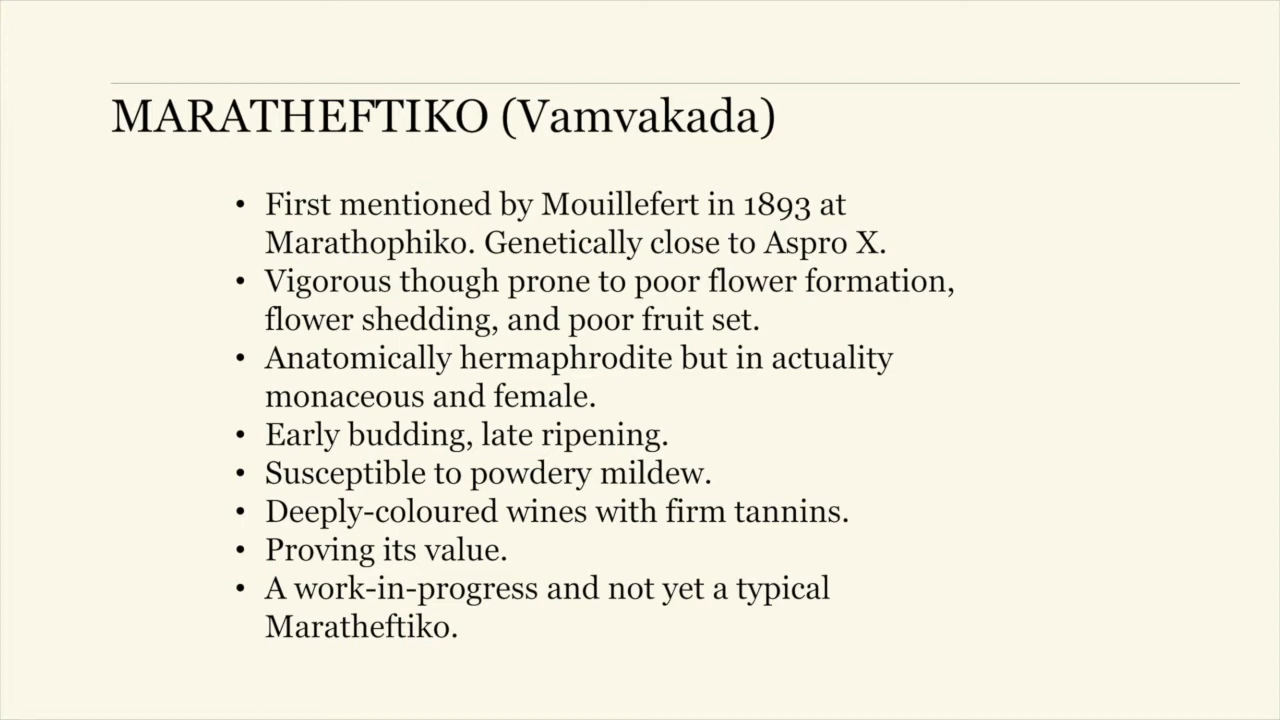 MARATHEFTIKO (Vamvakada)
• First mentioned by Mouillefert in 1893 at
Marathophiko. Genetically close to Aspro X.
• Vigorous though prone to poor flower formation,
flower shedding, and poor fruit set.
• Anatomically hermaphrodite but in actuality
monaceous and female.
• Early budding, late ripening.
• Susceptible to powdery mildew.
• Deeply-coloured wines with firm tannins.
• Proving its value.
• A work-in-progress and not yet a typical
Maratheftiko.